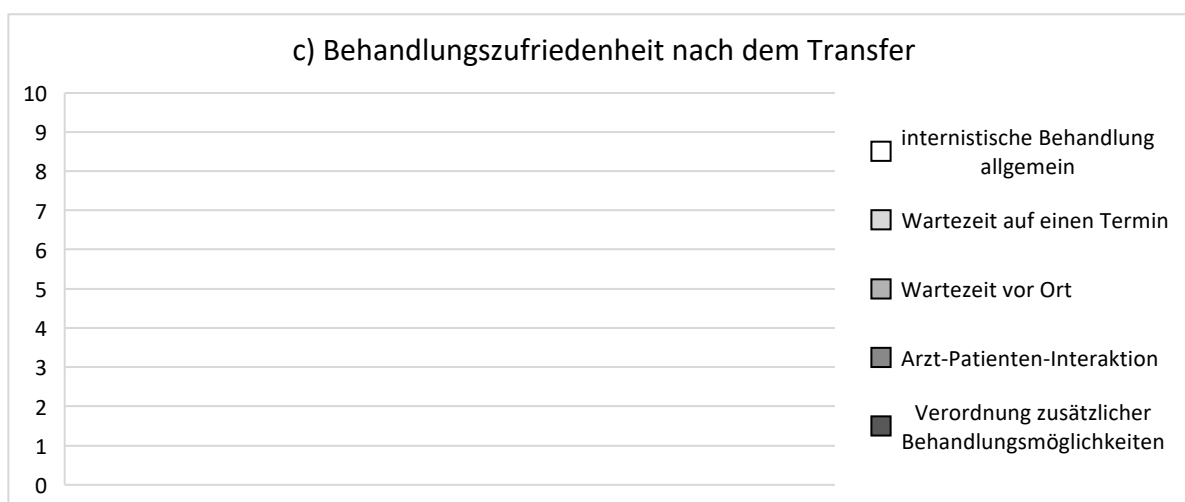 c) Behandlungszufriedenheit nach dem Transfer
10
9
8
7
6
5
4
3
2
1
0
internistische Behandlung
allgemein
Wartezeit auf einen Termin
Wartezeit vor Ort
Arzt-Patienten-Interaktion
Verordnung zusätzlicher
Behandlungsmöglichkeiten